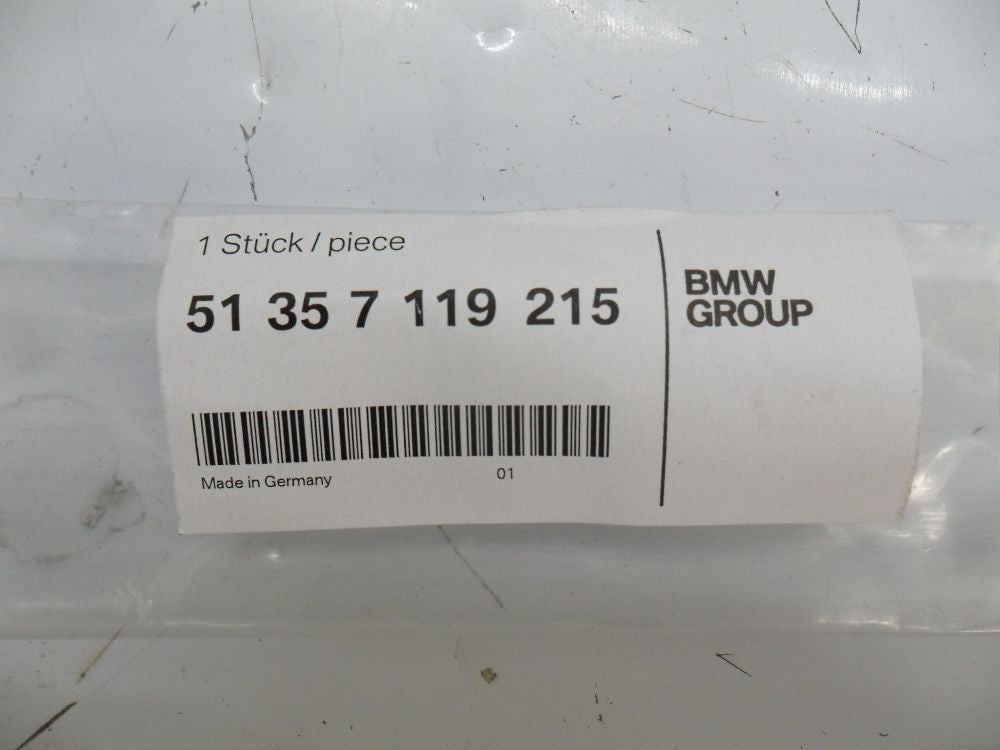 1 Stück / piece
51 35 7 119 215
BMW
GROUP
Made in Germany
01